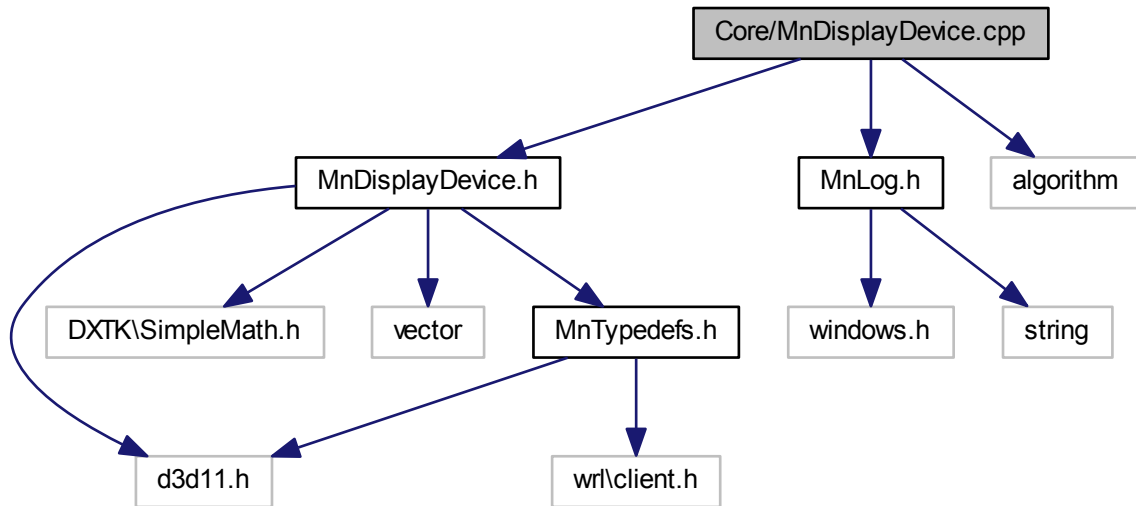 Core/MnDisplayDevice.cpp
MnDisplayDevice.h
MnLog.h
algorithm
DXTK\SimpleMath.h
vector
MnTypedefs.h
windows.h
string
d3d11.h
wrl\client.h